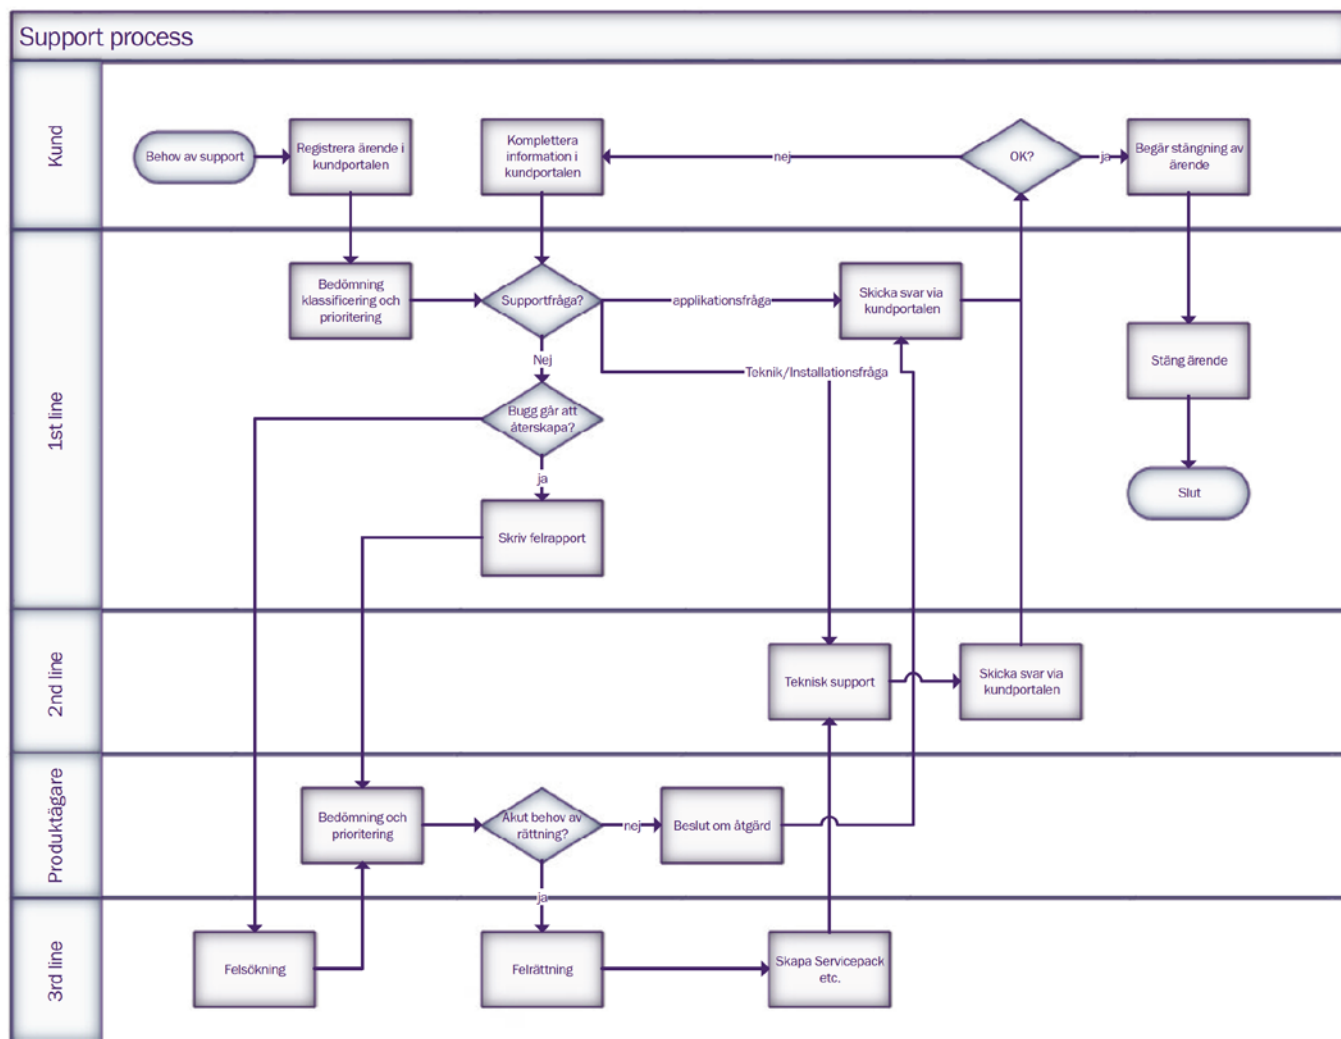 Support process
Kund
Behov av support
Registrera ärende i
kundportalen
Komplettera
information i
kundportalen
nej
OK?
ja
Begär stängning av
ärende
1st line
Bedömning
klassificering och
prioritering
Supportfråga?
applikationsfråga
Skicka svar via
kundportalen
Nej
Teknik/Installationsfråga
Stäng ärende
Bugg går att
återskapa?
ja
Skriv felrapport
Slut
2nd line
Teknisk support
Skicka svar via
kundportalen
Produktägare
Bedömning och
prioritering
Akut behov av
rättning?
nej
Beslut om åtgärd
ja
3rd line
Felsökning
Felrättning
Skapa Servicepack
etc.